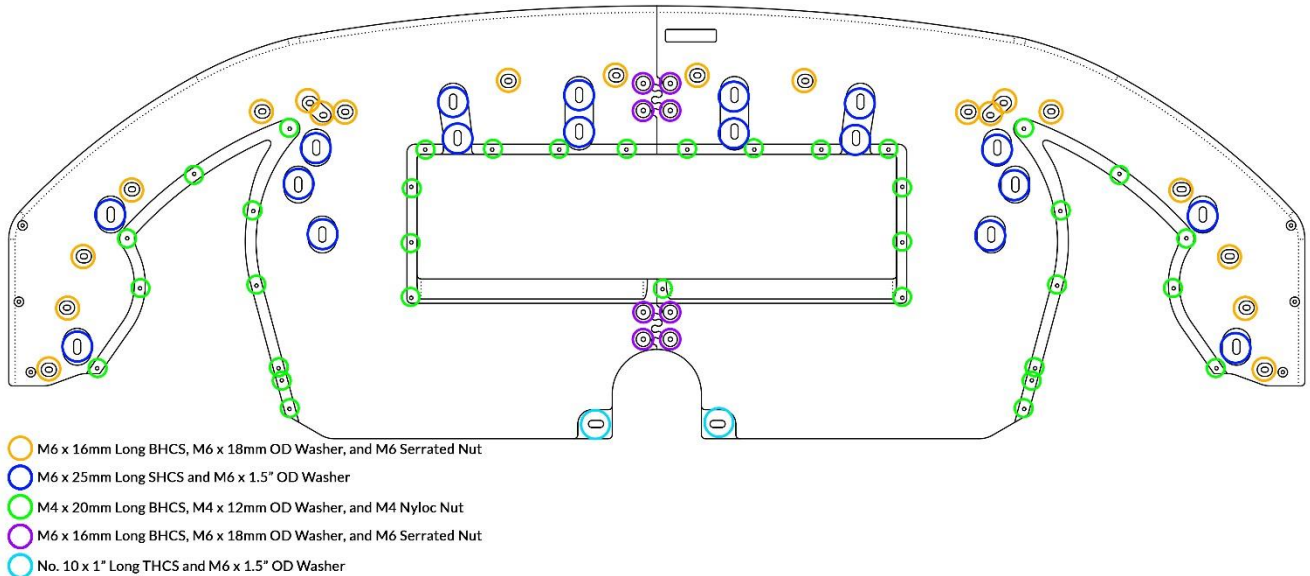 M6 x 16mm Long BHCS, M6 x 18mm OD Washer, and M6 Serrated Nut
M6 x 25mm Long SHCS and M6 x 1.5” OD Washer
M4 x 20mm Long BHCS, M4 x 12mm OD Washer, and M4 Nyloc Nut
M6 x 16mm Long BHCS, M6 x 18mm OD Washer, and M6 Serrated Nut
No. 10 x 1” Long THCS and M6 x 1.5” OD Washer